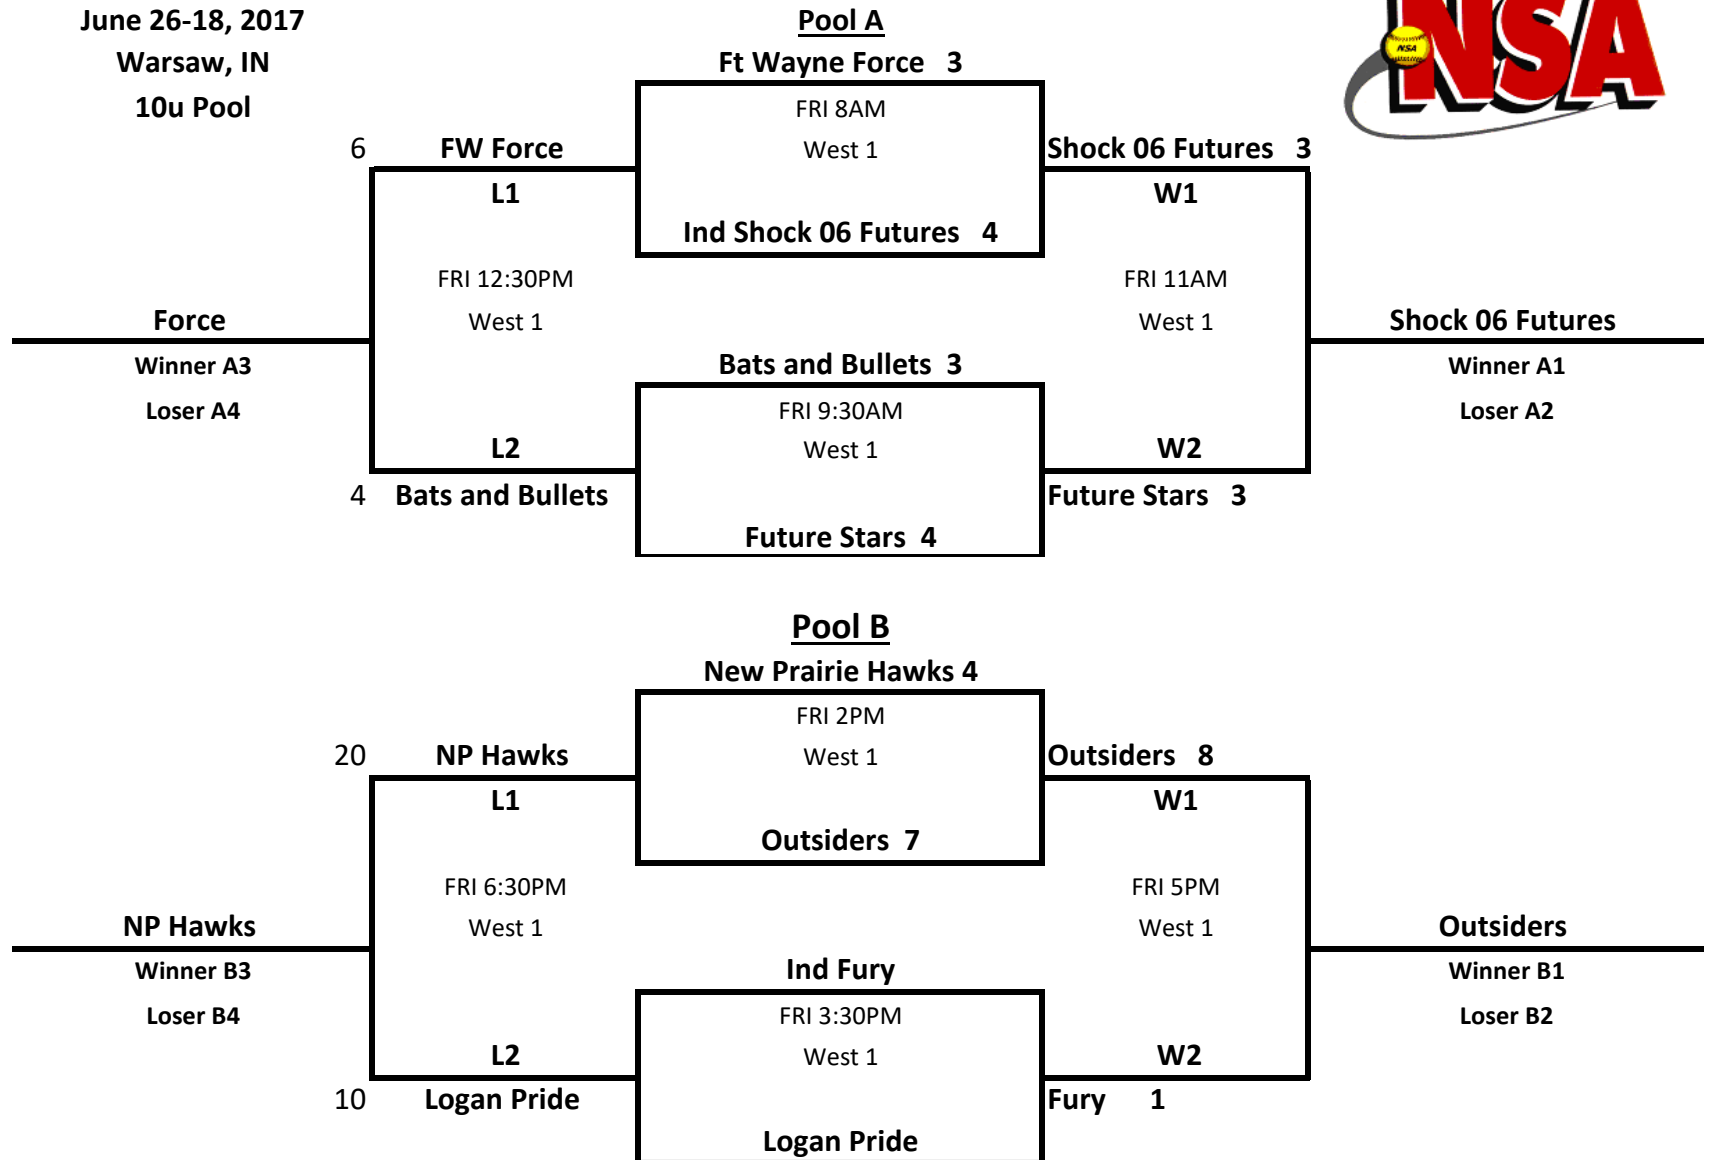 June 26-18, 2017
Pool A
Warsaw, IN
Ft Wayne Force 3
NSA
NSA
10u Pool
FRI 8AM
6 FW Force
West 1
Shock 06 Futures 3
L1
W1
Ind Shock 06 Futures 4
FRI 12:30PM
FRI 11AM
Force
West 1
West 1
Shock 06 Futures
Winner A3
Bats and Bullets 3
Winner A1
Loser A4
FRI 9:30AM
Loser A2
L2
West 1
W2
4 Bats and Bullets
Future Stars 3
Future Stars 4
Pool B
New Prairie Hawks 4
FRI 2PM
20 NP Hawks
West 1
Outsiders 8
L1
W1
Outsiders 7
FRI 6:30PM
FRI 5PM
NP Hawks
West 1
West 1
Outsiders
Winner B3
Ind Fury
Winner B1
Loser B4
FRI 3:30PM
Loser B2
L2
West 1
W2
10 Logan Pride
Fury 1
Logan Pride